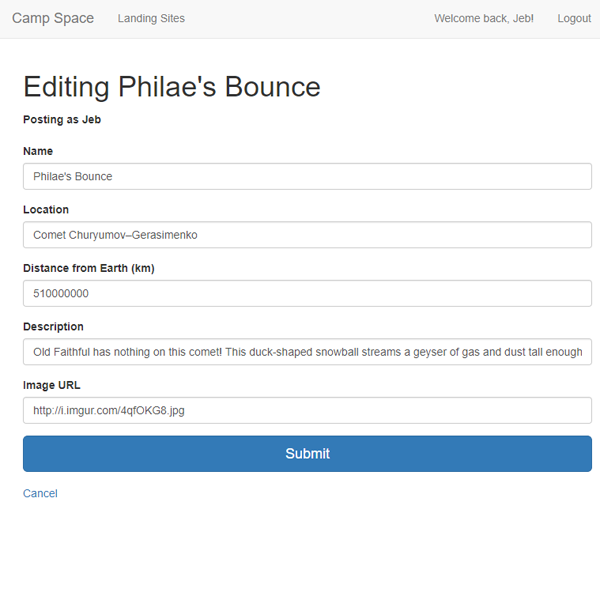 Camp Space Landing Sites Welcome back, Jeb! Logout
Editing Philae's Bounce
Posting as Jeb
Name
Philae's Bounce
Location
Comet Churyumov–Gerasimenko
Distance from Earth (km)
510000000
Description
Old Faithful has nothing on this comet! This duck-shaped snowball streams a geyser of gas and dust tall enough
Image URL
http://i.imgur.com/4qfOKG8.jpg
Submit
Cancel